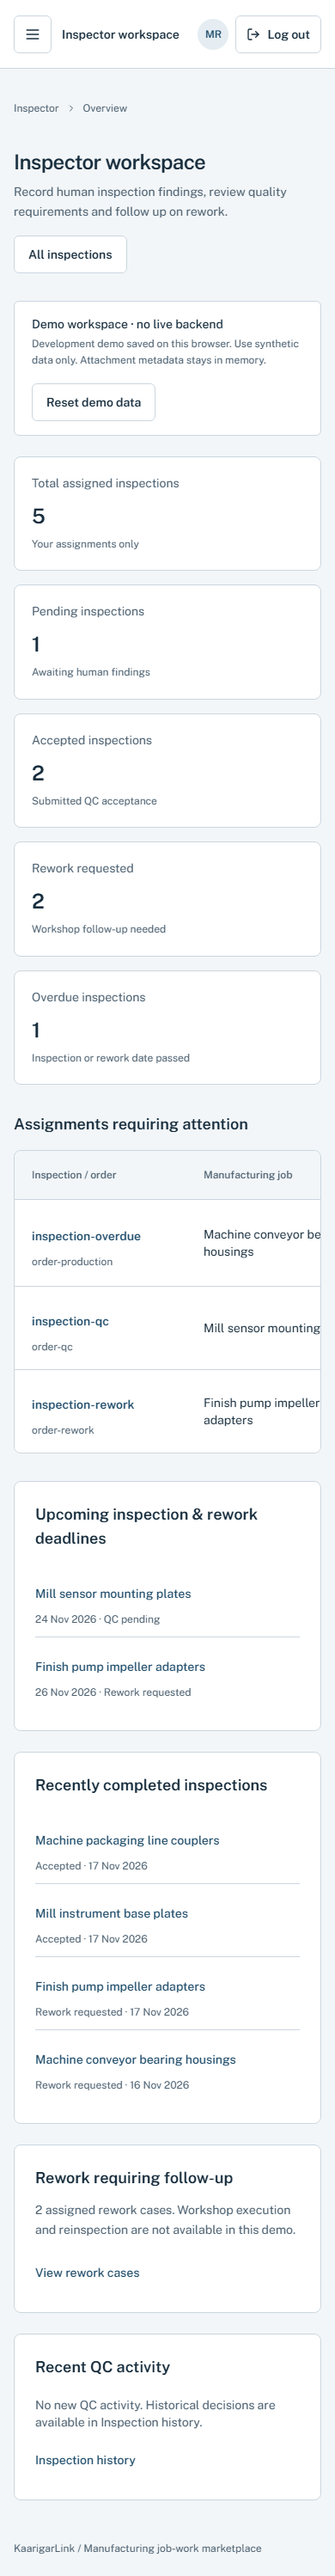 Inspector workspace
MR
Log out
Inspector > Overview
Inspector workspace
Record human inspection findings, review quality
requirements and follow up on rework.
All inspections
Demo workspace · no live backend
Development demo saved on this browser. Use synthetic
data only. Attachment metadata stays in memory.
Reset demo data
Total assigned inspections
5
Your assignments only
Pending inspections
1
Awaiting human findings
Accepted inspections
2
Submitted QC acceptance
Rework requested
2
Workshop follow-up needed
Overdue inspections
1
Inspection or rework date passed
Assignments requiring attention
Inspection / order
Manufacturing job
inspection-overdue
order-production
Machine conveyor be
housings
inspection-qc
order-qc
Mill sensor mounting
inspection-rework
order-rework
Finish pump impeller
adapters
Upcoming inspection & rework
deadlines
Mill sensor mounting plates
24 Nov 2026 · QC pending
Finish pump impeller adapters
26 Nov 2026 · Rework requested
Recently completed inspections
Machine packaging line couplers
Accepted · 17 Nov 2026
Mill instrument base plates
Accepted · 17 Nov 2026
Finish pump impeller adapters
Rework requested · 17 Nov 2026
Machine conveyor bearing housings
Rework requested · 16 Nov 2026
Rework requiring follow-up
2 assigned rework cases. Workshop execution
and reinspection are not available in this demo.
View rework cases
Recent QC activity
No new QC activity. Historical decisions are
available in Inspection history.
Inspection history
KaarigarLink / Manufacturing job-work marketplace